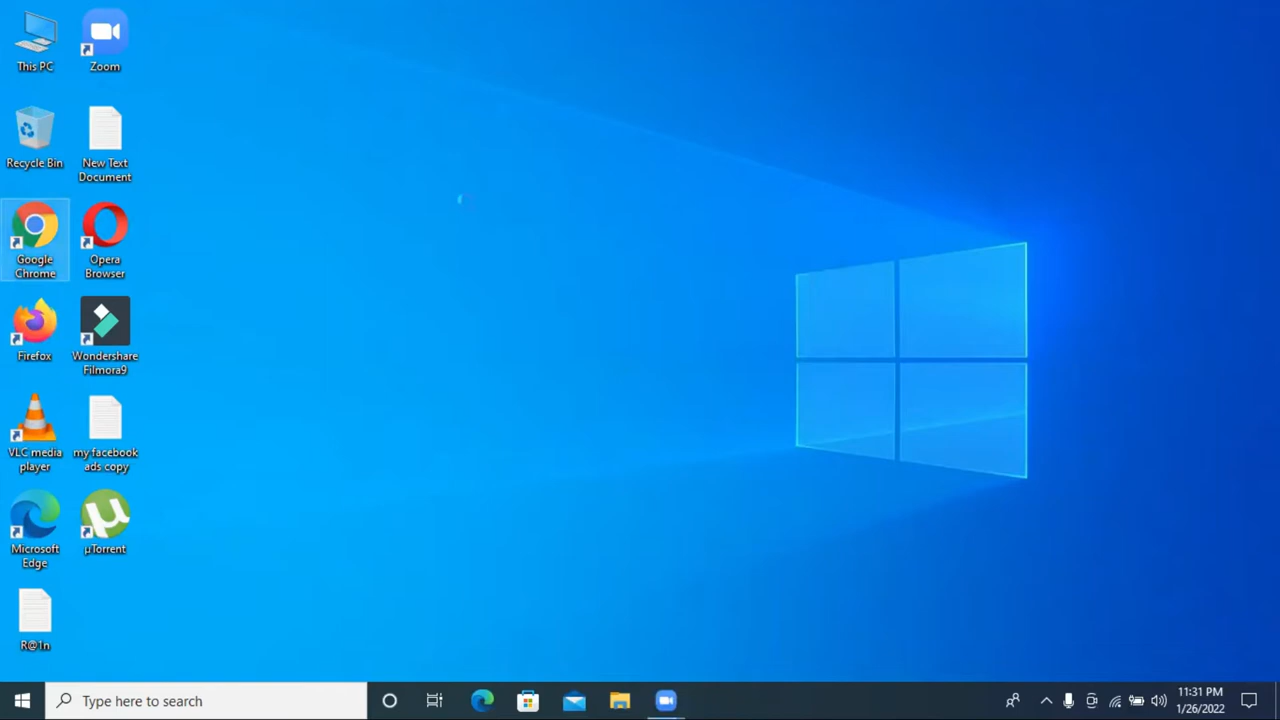 This PC
Zoom
Recycle Bin
New Text
Document
Google
Chrome
Opera
Browser
Firefox
Wondershare
Filmora9
VLC media
player
my facebook
ads copy
Microsoft
Edge
µTorrent
R@1n
Type here to search
11:31 PM
1/26/2022